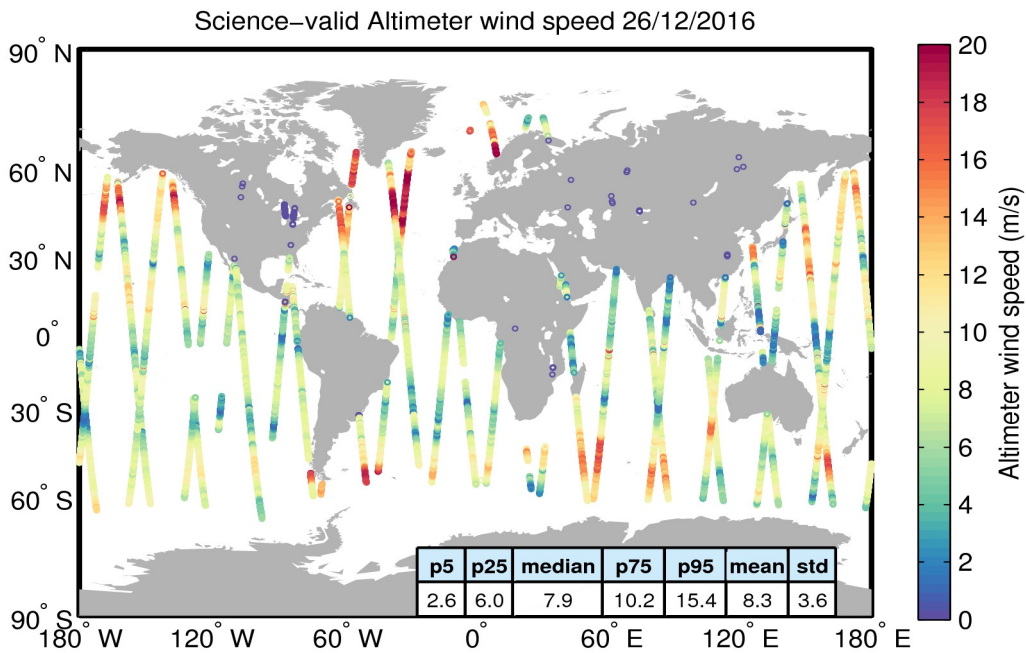 Science−valid Altimeter wind speed 26/12/2016
90° N
60° N
30° N
0°
30° S
60° S
90° S
180° W
120° W
60° W
0°
60° E
120° E
180° E
p5 p25 median p75 p95 mean std
2.6 6.0 7.9 10.2 15.4 8.3 3.6
20
18
16
14
12
10
8
6
4
2
0
Altimeter wind speed (m/s)